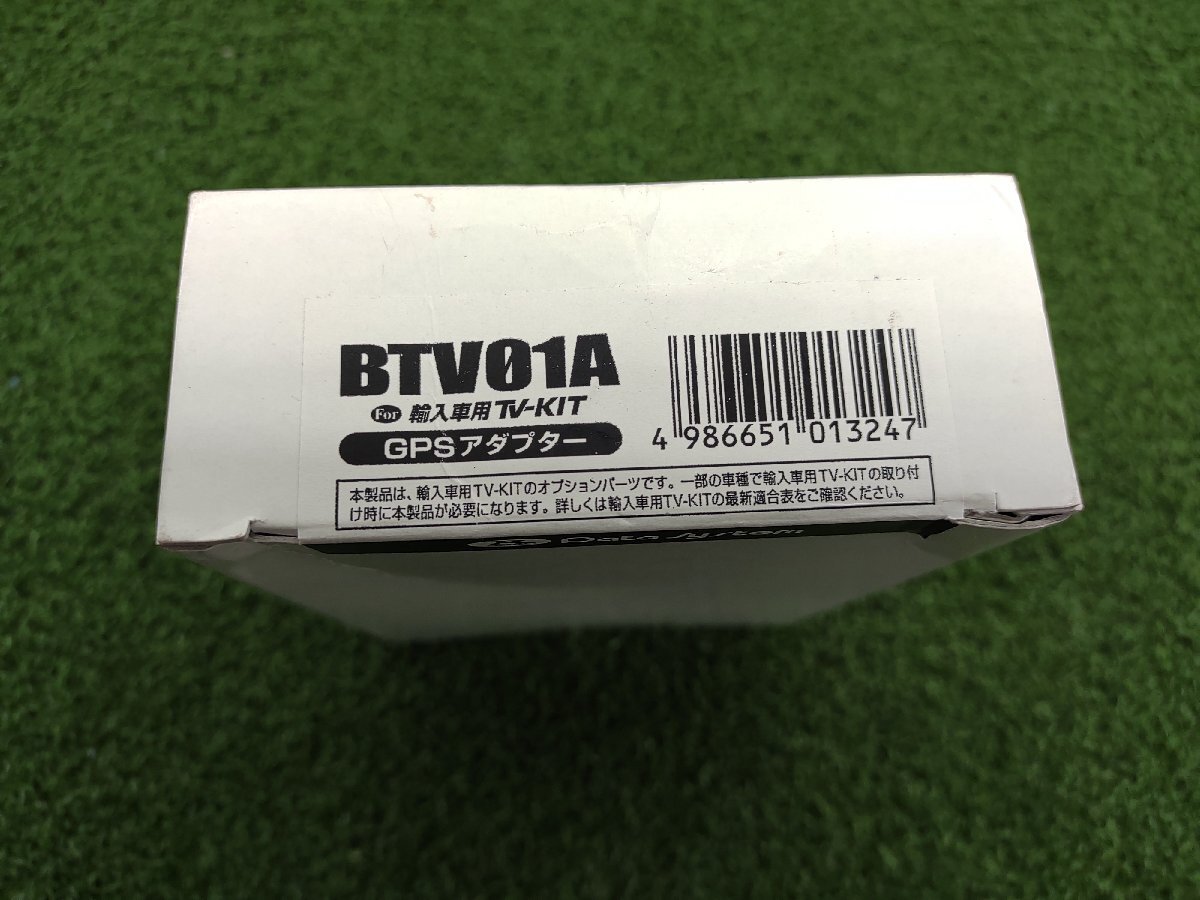 BTV01A
For 輸入車用 TV-KIT
GPSアダプター
4 986651 013247
本製品は、輸入車用TV-KITのオプションパーツです。一部の車種で輸入車用TV-KITの取り付
け時に本製品が必要になります。詳しくは輸入車用TV-KITの最新適合表をご確認ください。
Data System